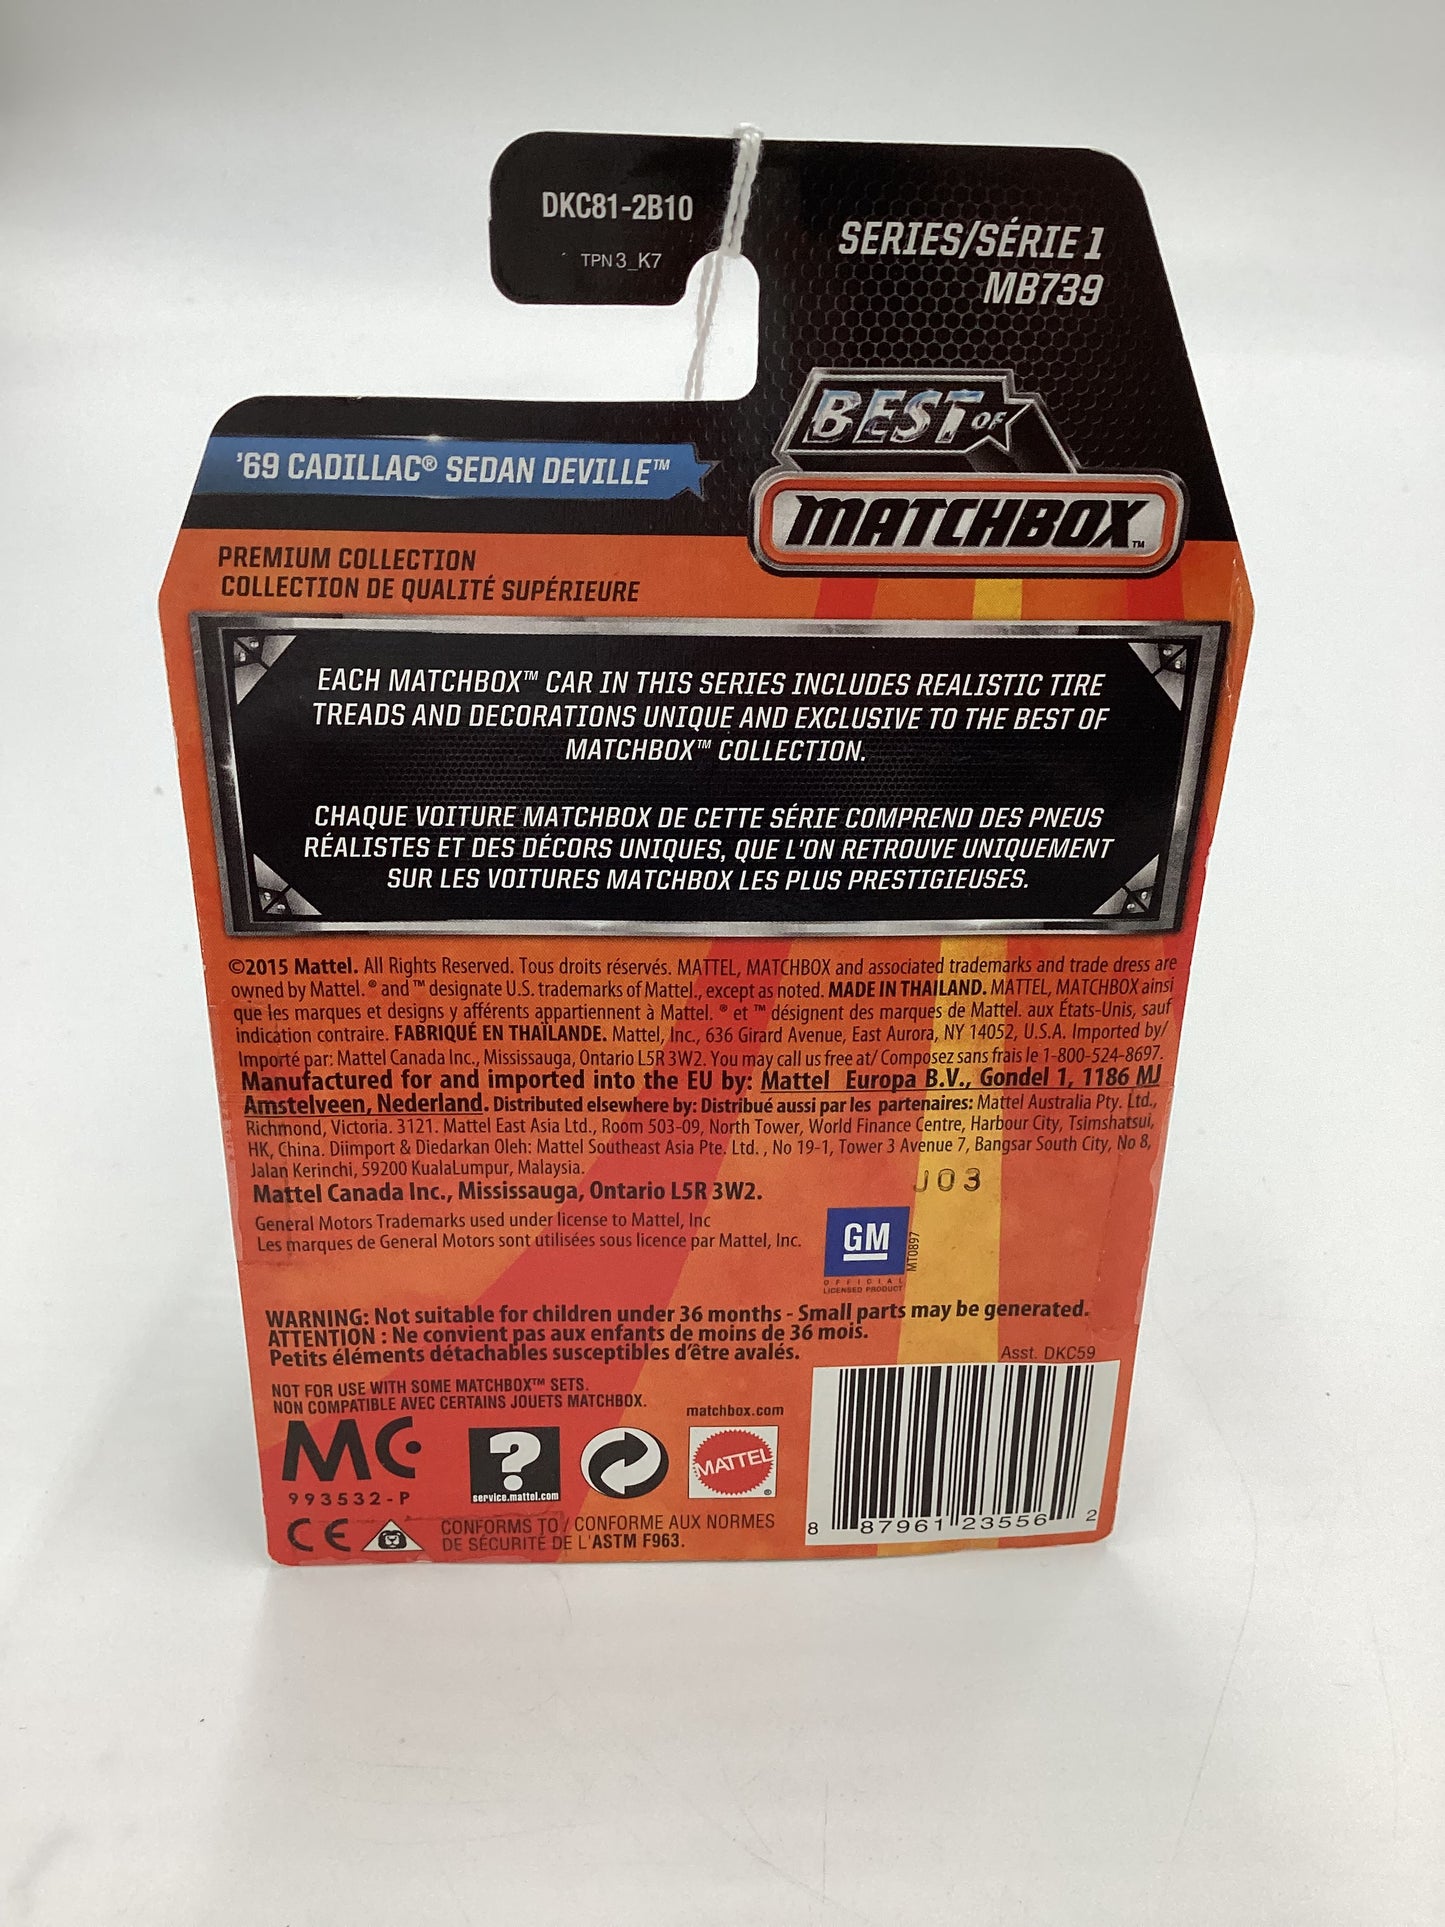 DKC81-2B10
TPN 3_K7
SERIES/SÉRIE 1
MB739
BEST OF
MATCHBOX™
'69 CADILLAC® SEDAN DEVILLE™
PREMIUM COLLECTION
COLLECTION DE QUALITÉ SUPÉRIEURE
EACH MATCHBOX™ CAR IN THIS SERIES INCLUDES REALISTIC TIRE
TREADS AND DECORATIONS UNIQUE AND EXCLUSIVE TO THE BEST OF
MATCHBOX™ COLLECTION.
CHAQUE VOITURE MATCHBOX DE CETTE SÉRIE COMPREND DES PNEUS
RÉALISTES ET DES DÉCORS UNIQUES, QUE L'ON RETROUVE UNIQUEMENT
SUR LES VOITURES MATCHBOX LES PLUS PRESTIGIEUSES.
©2015 Mattel. All Rights Reserved. Tous droits réservés. MATTEL, MATCHBOX and associated trademarks and trade dress are
owned by Mattel. ® and ™ designate U.S. trademarks of Mattel., except as noted. MADE IN THAILAND. MATTEL, MATCHBOX ainsi
que les marques et designs y afférents appartiennent à Mattel. ® et ™ désignent des marques de Mattel. aux États-Unis, sauf
indication contraire. FABRIQUÉ EN THAÏLANDE. Mattel, Inc., 636 Girard Avenue, East Aurora, NY 14052, U.S.A. Imported by/
Importé par: Mattel Canada Inc., Mississauga, Ontario L5R 3W2. You may call us free at/ Composez sans frais le 1-800-524-8697.
Manufactured for and imported into the EU by: Mattel Europa B.V., Gondel 1, 1186 MJ
Amstelveen, Nederland. Distributed elsewhere by: Distribué aussi par les partenaires: Mattel Australia Pty. Ltd.,
Richmond, Victoria. 3121. Mattel East Asia Ltd., Room 503-09, North Tower, World Finance Centre, Harbour City, Tsimshatsui,
HK, China. Diimport & Diedarkan Oleh: Mattel Southeast Asia Pte. Ltd. , No 19-1, Tower 3 Avenue 7, Bangsar South City, No 8,
Jalan Kerinchi, 59200 KualaLumpur, Malaysia.
J03
Mattel Canada Inc., Mississauga, Ontario L5R 3W2.
General Motors Trademarks used under license to Mattel, Inc
Les marques de General Motors sont utilisées sous licence par Mattel, Inc.
GM
OFFICIAL
LICENSED PRODUCT
MT0897
WARNING: Not suitable for children under 36 months - Small parts may be generated.
ATTENTION : Ne convient pas aux enfants de moins de 36 mois.
Petits éléments détachables susceptibles d'être avalés.
Asst. DKC59
NOT FOR USE WITH SOME MATCHBOX™ SETS.
NON COMPATIBLE AVEC CERTAINS JOUETS MATCHBOX.
matchbox.com
MC
993532-P
?
service.mattel.com
MATTEL®
CE
CONFORMS TO / CONFORME AUX NORMES
DE SÉCURITÉ DE L'ASTM F963.
8 87961 23556 2